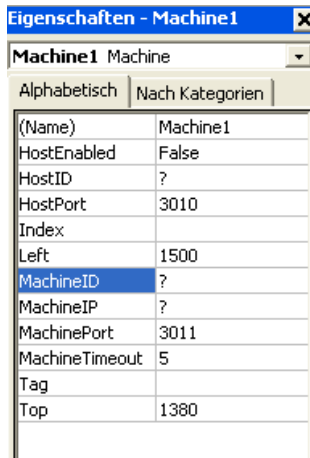 Eigenschaften - Machine1
Machine1 Machine
Alphabetisch Nach Kategorien
(Name) Machine1
HostEnabled False
HostID ?
HostPort 3010
Index
Left 1500
MachineID ?
MachineIP ?
MachinePort 3011
MachineTimeout 5
Tag
Top 1380